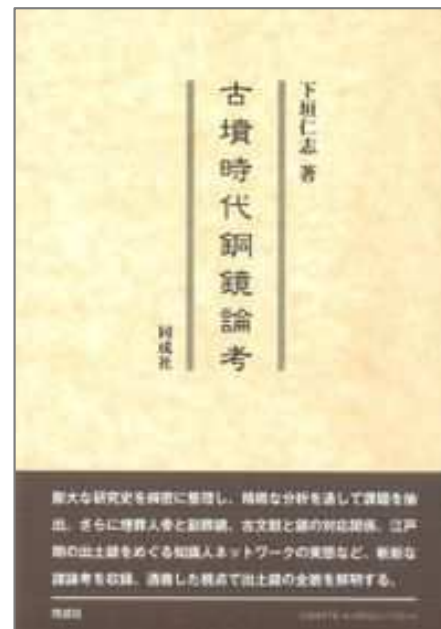 下垣仁志 著
古墳時代銅鏡論考
同成社
膨大な研究史を綿密に整理し、精緻な分析を通して課題を抽
出。さらに埋葬人骨と副葬鏡、古文献と鏡の対応関係、江戸
期の出土鏡をめぐる知識人ネットワークの実態など、斬新な
諸論考を収録。透徹した視点で出土鏡の全貌を解明する。
同成社